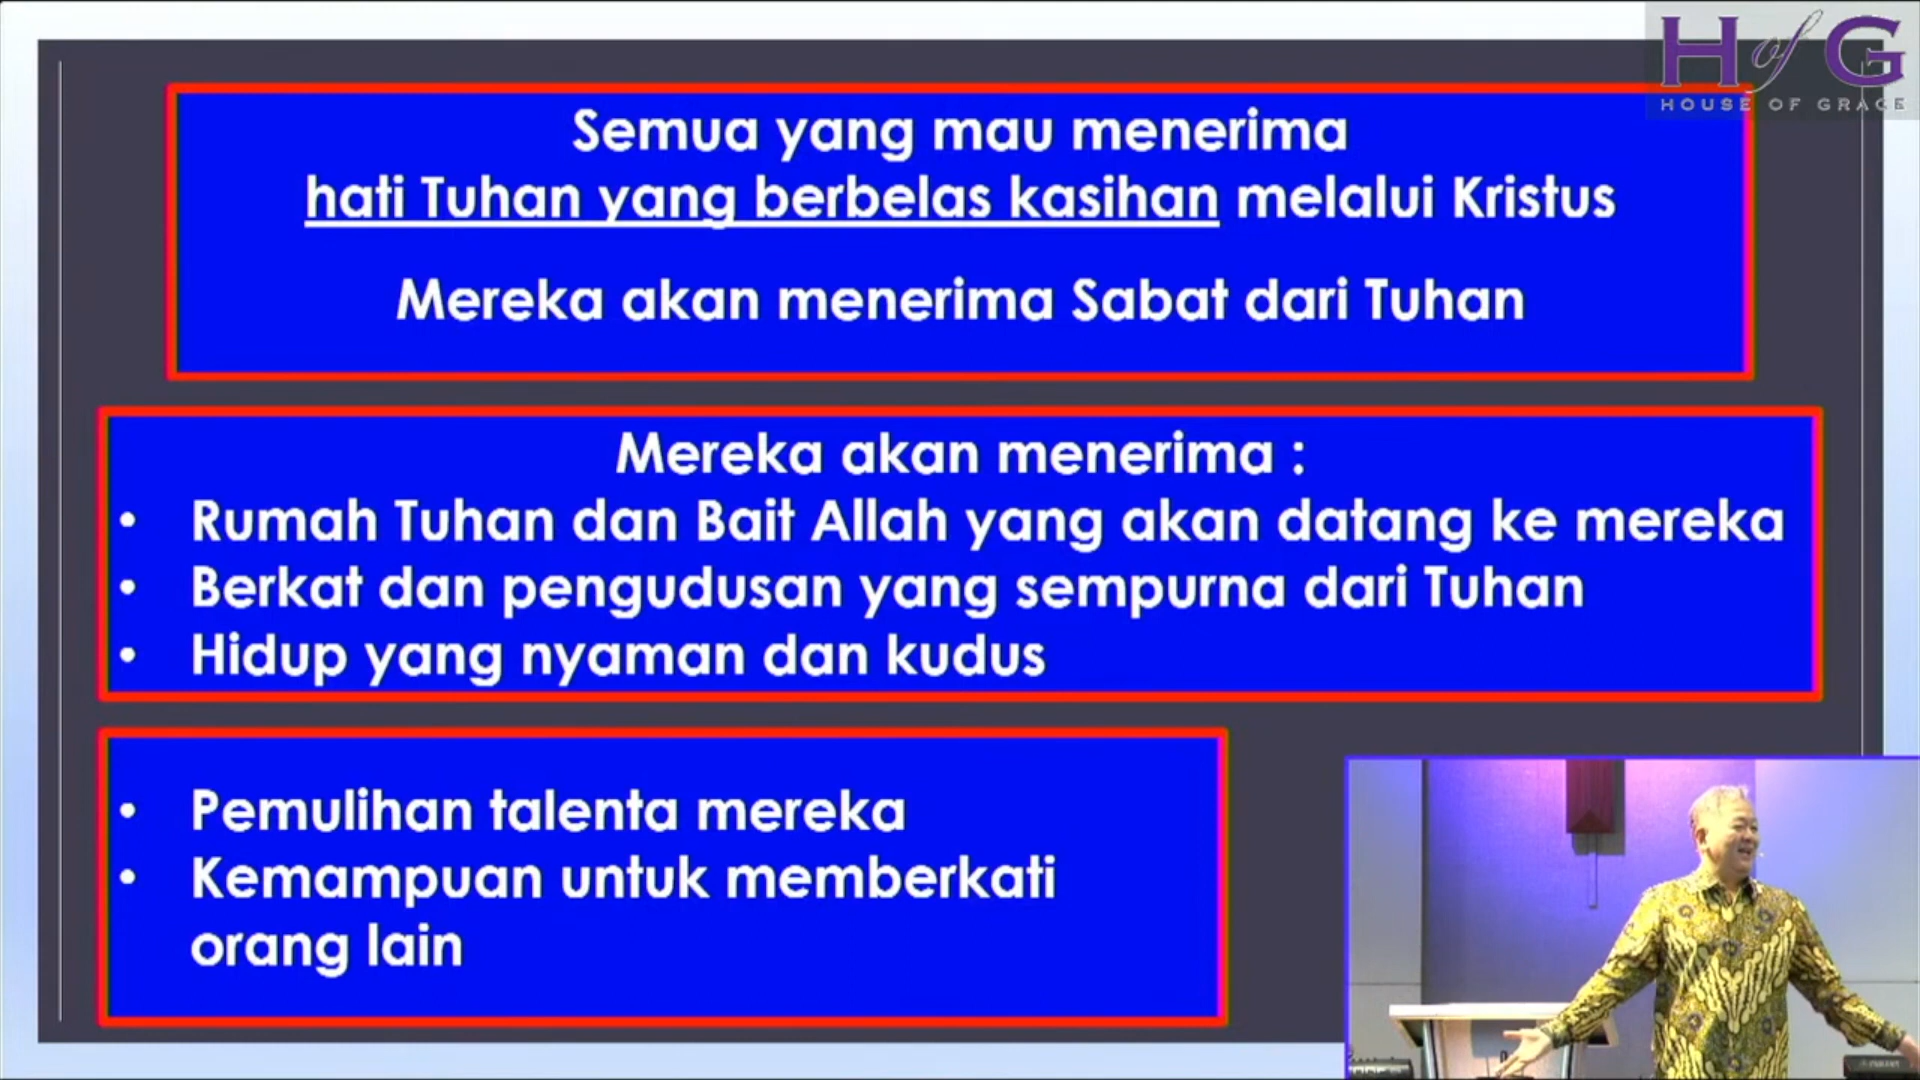 H of G
HOUSE OF GRACE
Semua yang mau menerima
hati Tuhan yang berbelas kasihan melalui Kristus
Mereka akan menerima Sabat dari Tuhan
Mereka akan menerima :
• Rumah Tuhan dan Bait Allah yang akan datang ke mereka
• Berkat dan pengudusan yang sempurna dari Tuhan
• Hidup yang nyaman dan kudus
• Pemulihan talenta mereka
• Kemampuan untuk memberkati
orang lain